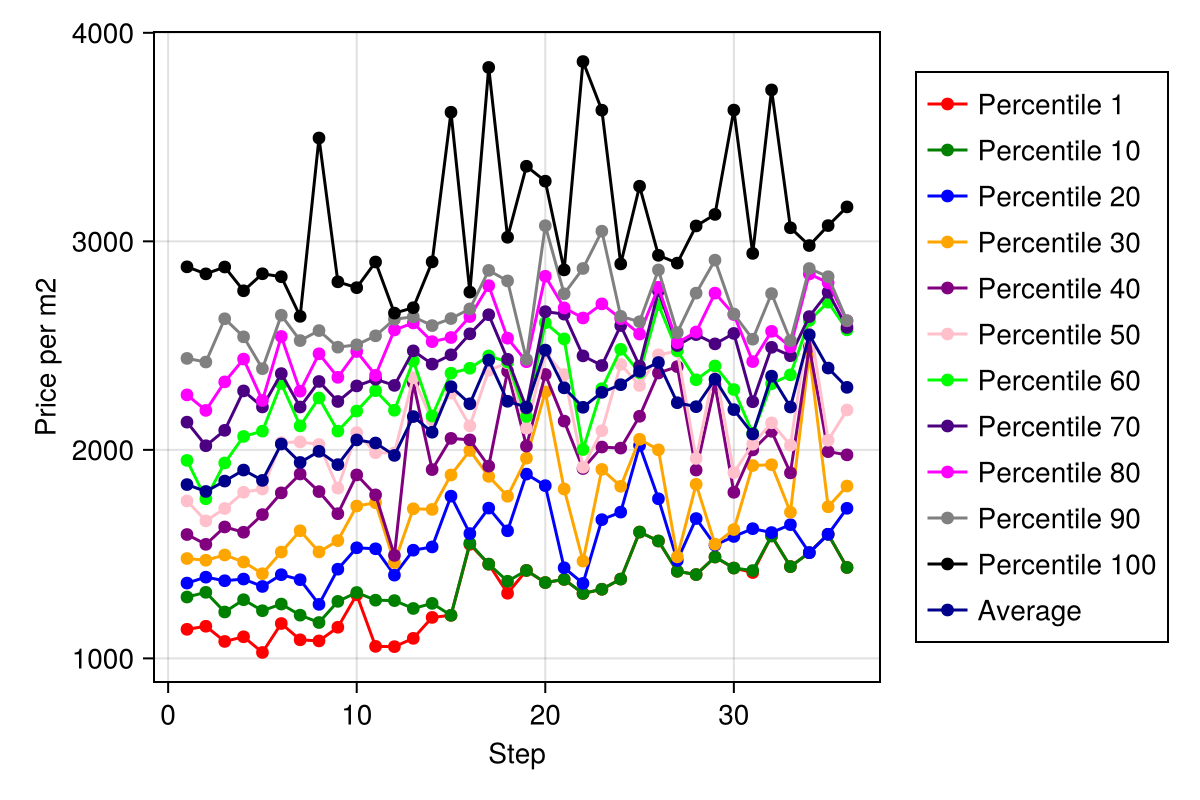 4000
3000
2000
1000
Price per m2
0 10 20 30
Step
Percentile 1
Percentile 10
Percentile 20
Percentile 30
Percentile 40
Percentile 50
Percentile 60
Percentile 70
Percentile 80
Percentile 90
Percentile 100
Average